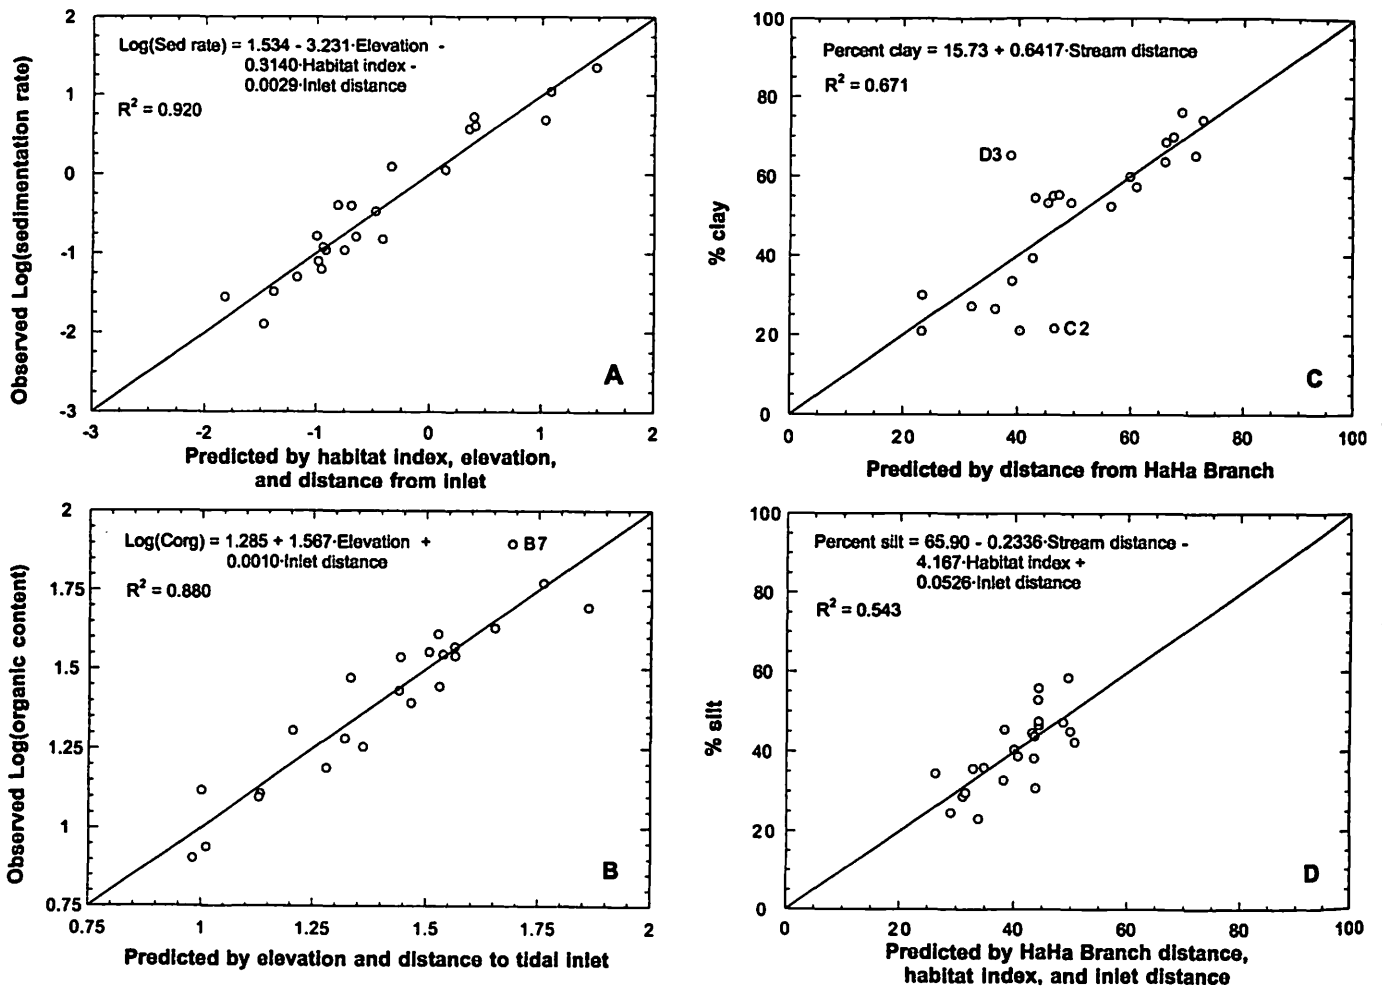 2
1
0
-1
-2
-3
Observed Log(sedimentation rate)
Log(Sed rate) = 1.534 - 3.231·Elevation -
0.3140·Habitat index -
0.0029·Inlet distance
R² = 0.920
A
-3 -2 -1 0 1 2
Predicted by habitat index, elevation,
and distance from inlet
100
80
60
40
20
0
% clay
Percent clay = 15.73 + 0.6417·Stream distance
R² = 0.671
D3
C2
C
0 20 40 60 80 100
Predicted by distance from HaHa Branch
2
1.75
1.5
1.25
1
0.75
Observed Log(organic content)
Log(Corg) = 1.285 + 1.567·Elevation +
0.0010·Inlet distance
R² = 0.880
B7
B
0.75 1 1.25 1.5 1.75 2
Predicted by elevation and distance to tidal inlet
100
80
60
40
20
0
% silt
Percent silt = 65.90 - 0.2336·Stream distance -
4.167·Habitat index +
0.0526·Inlet distance
R² = 0.543
D
0 20 40 60 80 100
Predicted by HaHa Branch distance,
habitat index, and inlet distance